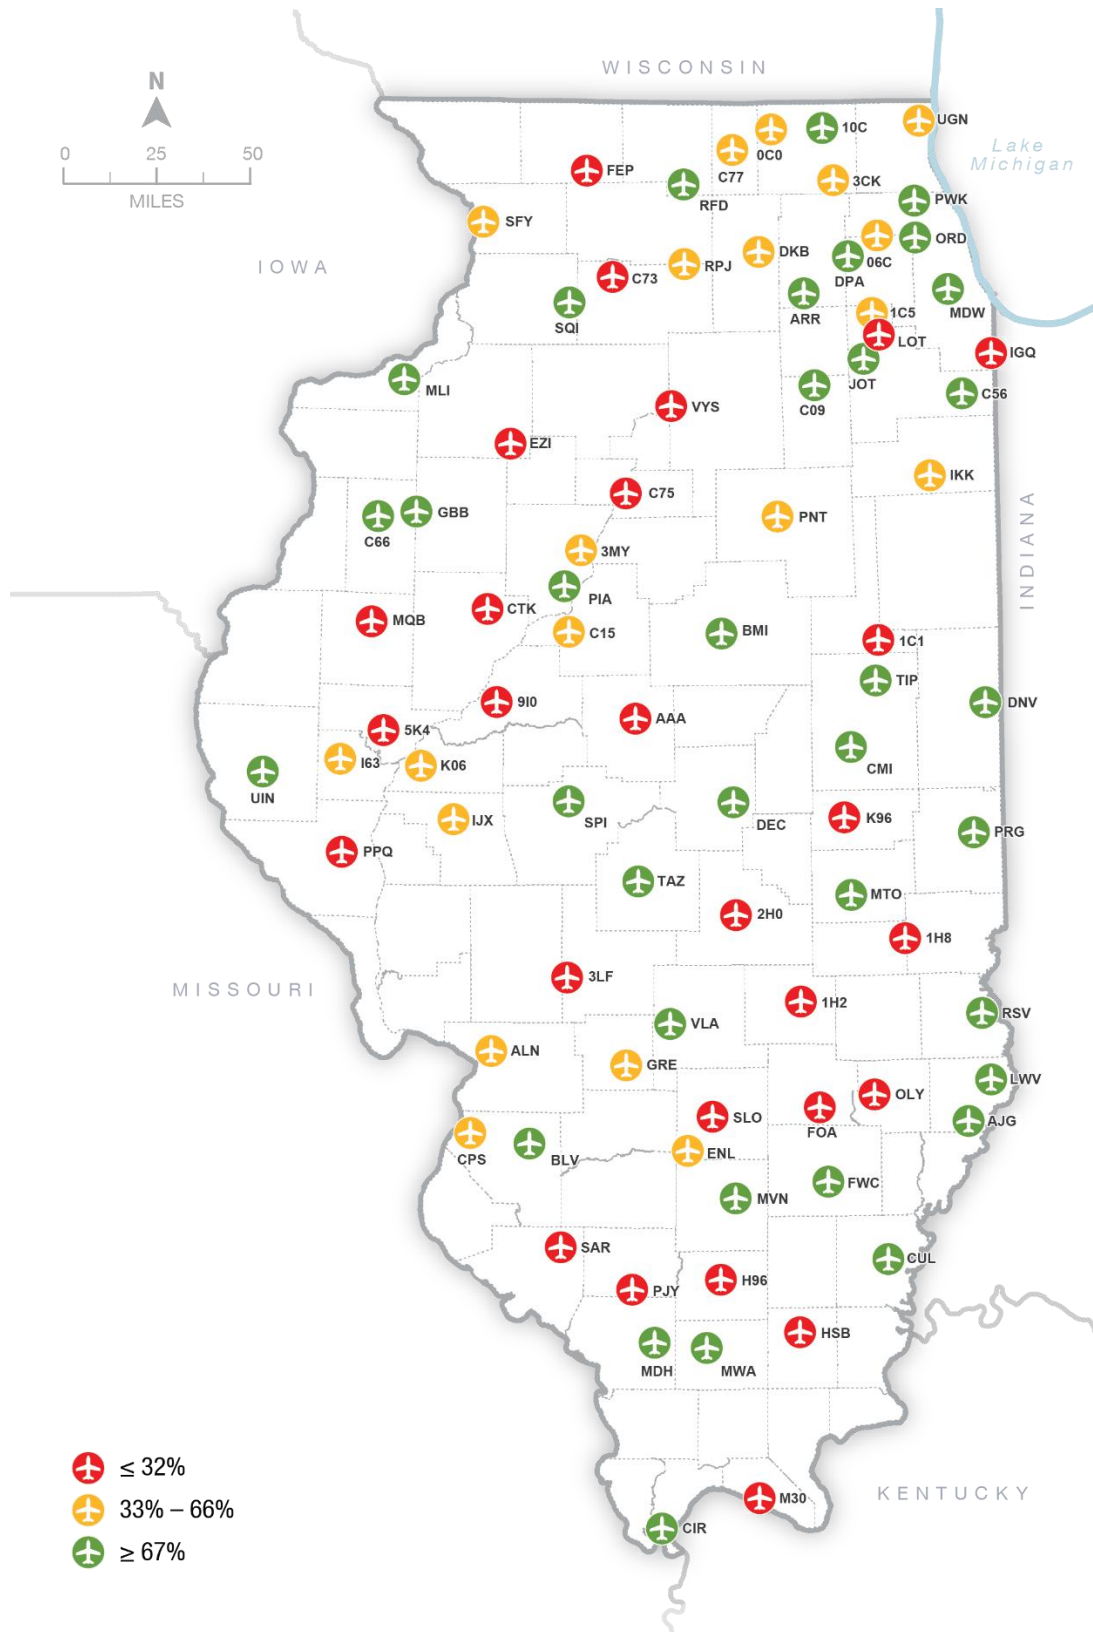 WISCONSIN
N
0 25 50
MILES
Lake
Michigan
IOWA
INDIANA
MISSOURI
KENTUCKY
UGN
10C
0C0
C77
FEP
3CK
RFD
PWK
SFY
ORD
06C
DKB
RPJ
DPA
C73
MDW
ARR
SQI
1C5
LOT
IGQ
JOT
MLI
C09
C56
VYS
EZI
IKK
C75
GBB
C66
PNT
3MY
PIA
CTK
MQB
C15
BMI
1C1
TIP
9I0
DNV
AAA
5K4
CMI
I63
K06
UIN
SPI
DEC
IJX
K96
PRG
PPQ
TAZ
MTO
2H0
1H8
3LF
1H2
RSV
VLA
ALN
GRE
LWV
OLY
SLO
FOA
AJG
CPS
BLV
ENL
FWC
MVN
SAR
CUL
H96
PJY
HSB
MDH
MWA
M30
CIR
≤ 32%
33% – 66%
≥ 67%